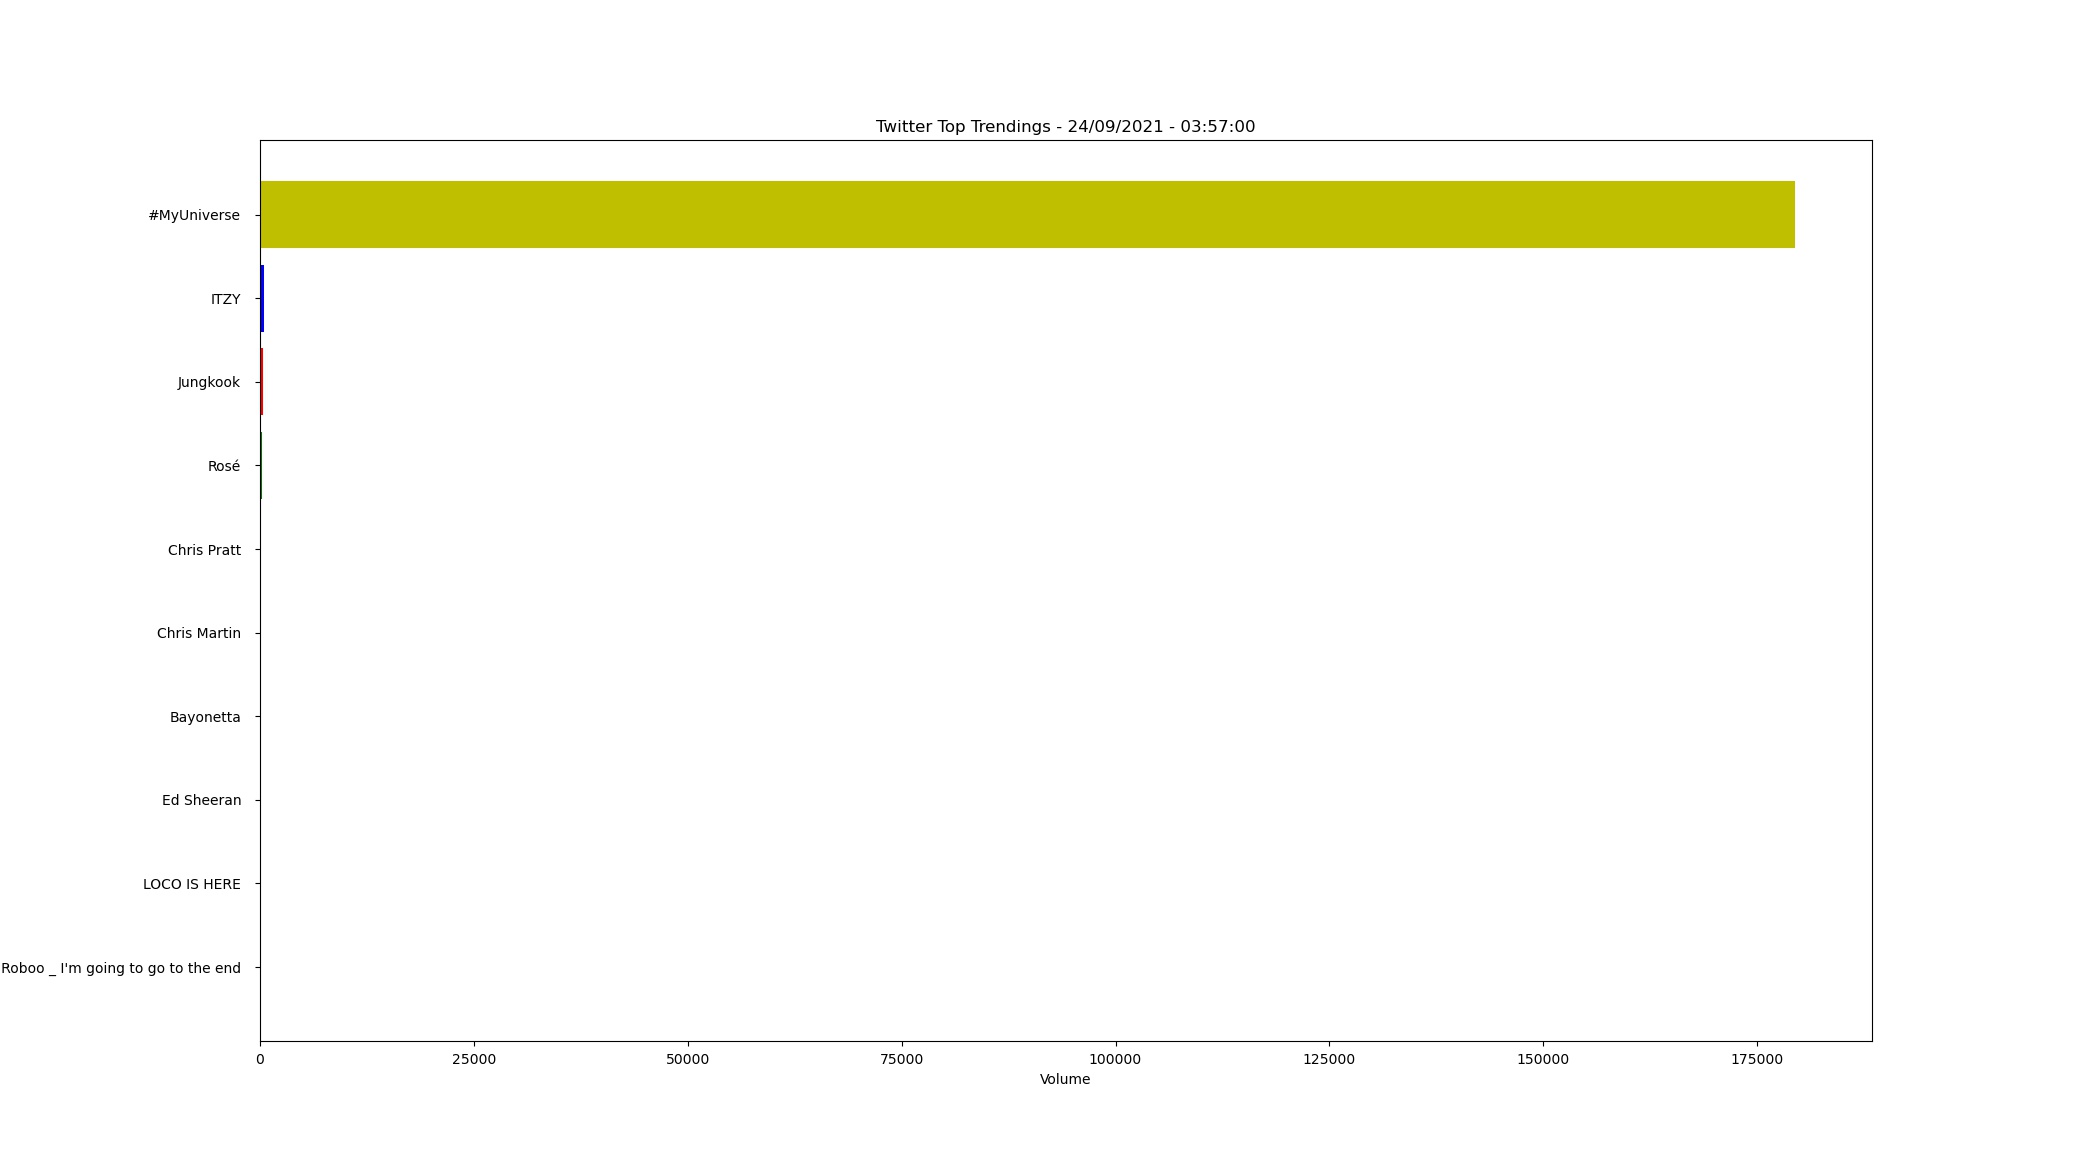 Twitter Top Trendings - 24/09/2021 - 03:57:00
#MyUniverse
ITZY
Jungkook
Rosé
Chris Pratt
Chris Martin
Bayonetta
Ed Sheeran
LOCO IS HERE
Roboo _ I'm going to go to the end
0 25000 50000 75000 100000 125000 150000 175000
Volume